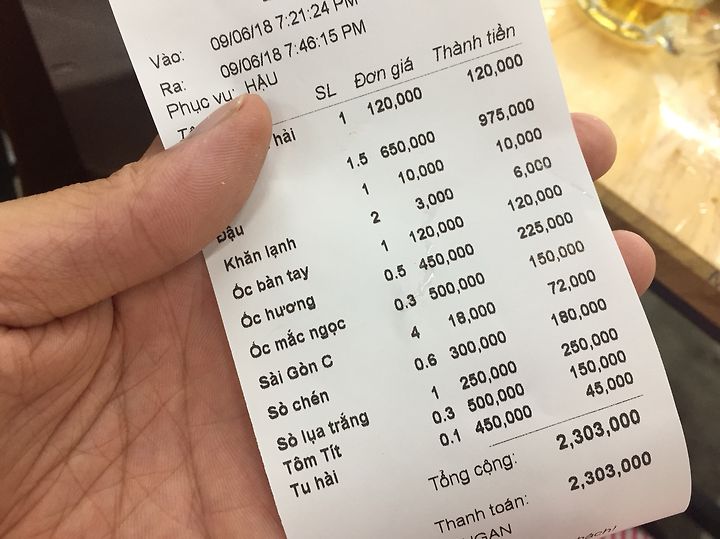 Vào: 09/06/18 7:21:24 PM
Ra: 09/06/18 7:46:15 PM
Phục vụ: HẬU
SL Đơn giá Thành tiền
hải 1 120,000 120,000
1.5 650,000 975,000
Đậu 1 10,000 10,000
Khăn lạnh 2 3,000 6,000
Ốc bàn tay 1 120,000 120,000
Ốc hương 0.5 450,000 225,000
Ốc mắc ngọc 0.3 500,000 150,000
Sài Gòn C 4 18,000 72,000
Sò chén 0.6 300,000 180,000
Sò lụa trắng 1 250,000 250,000
Tôm Tít 0.3 500,000 150,000
Tu hài 0.1 450,000 45,000
Tổng cộng: 2,303,000
Thanh toán: 2,303,000